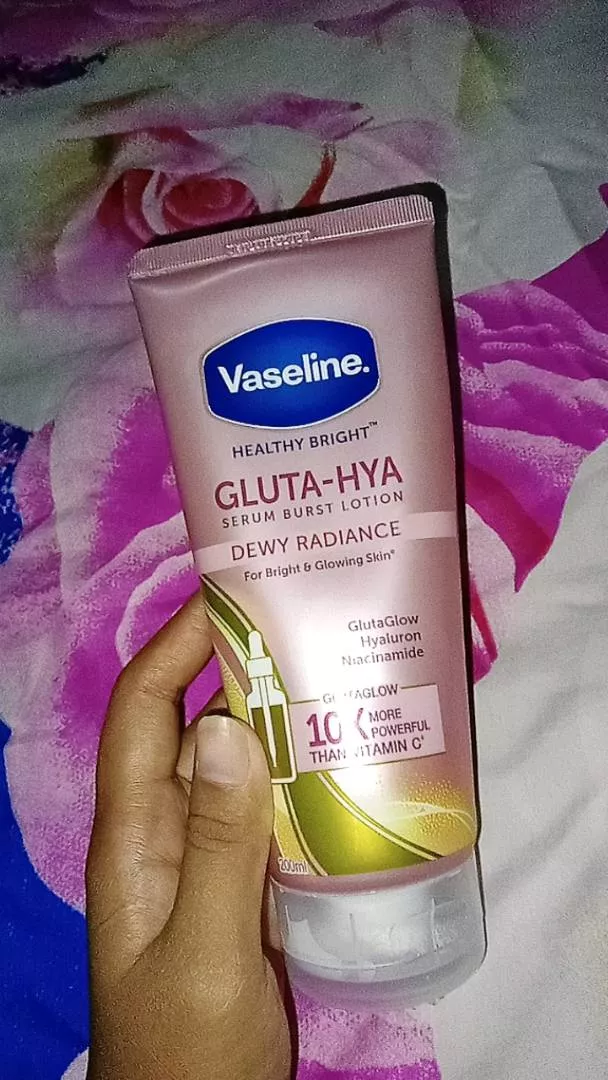 Vaseline.
HEALTHY BRIGHT™
GLUTA-HYA
SERUM BURST LOTION
DEWY RADIANCE
For Bright & Glowing Skin*
GlutaGlow
Hyaluron
Niacinamide
GLUTAGLOW
10X MORE
POWERFUL
THAN VITAMIN C*
200ml